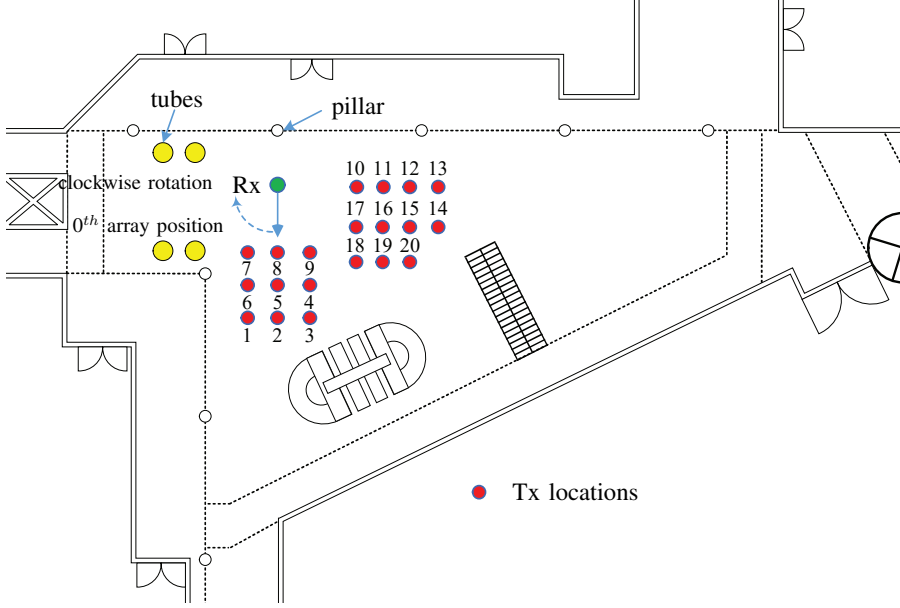 tubes
pillar
clockwise rotation
Rx
0th array position
10 11 12 13
17 16 15 14
18 19 20
7 8 9
6 5 4
1 2 3
Tx locations